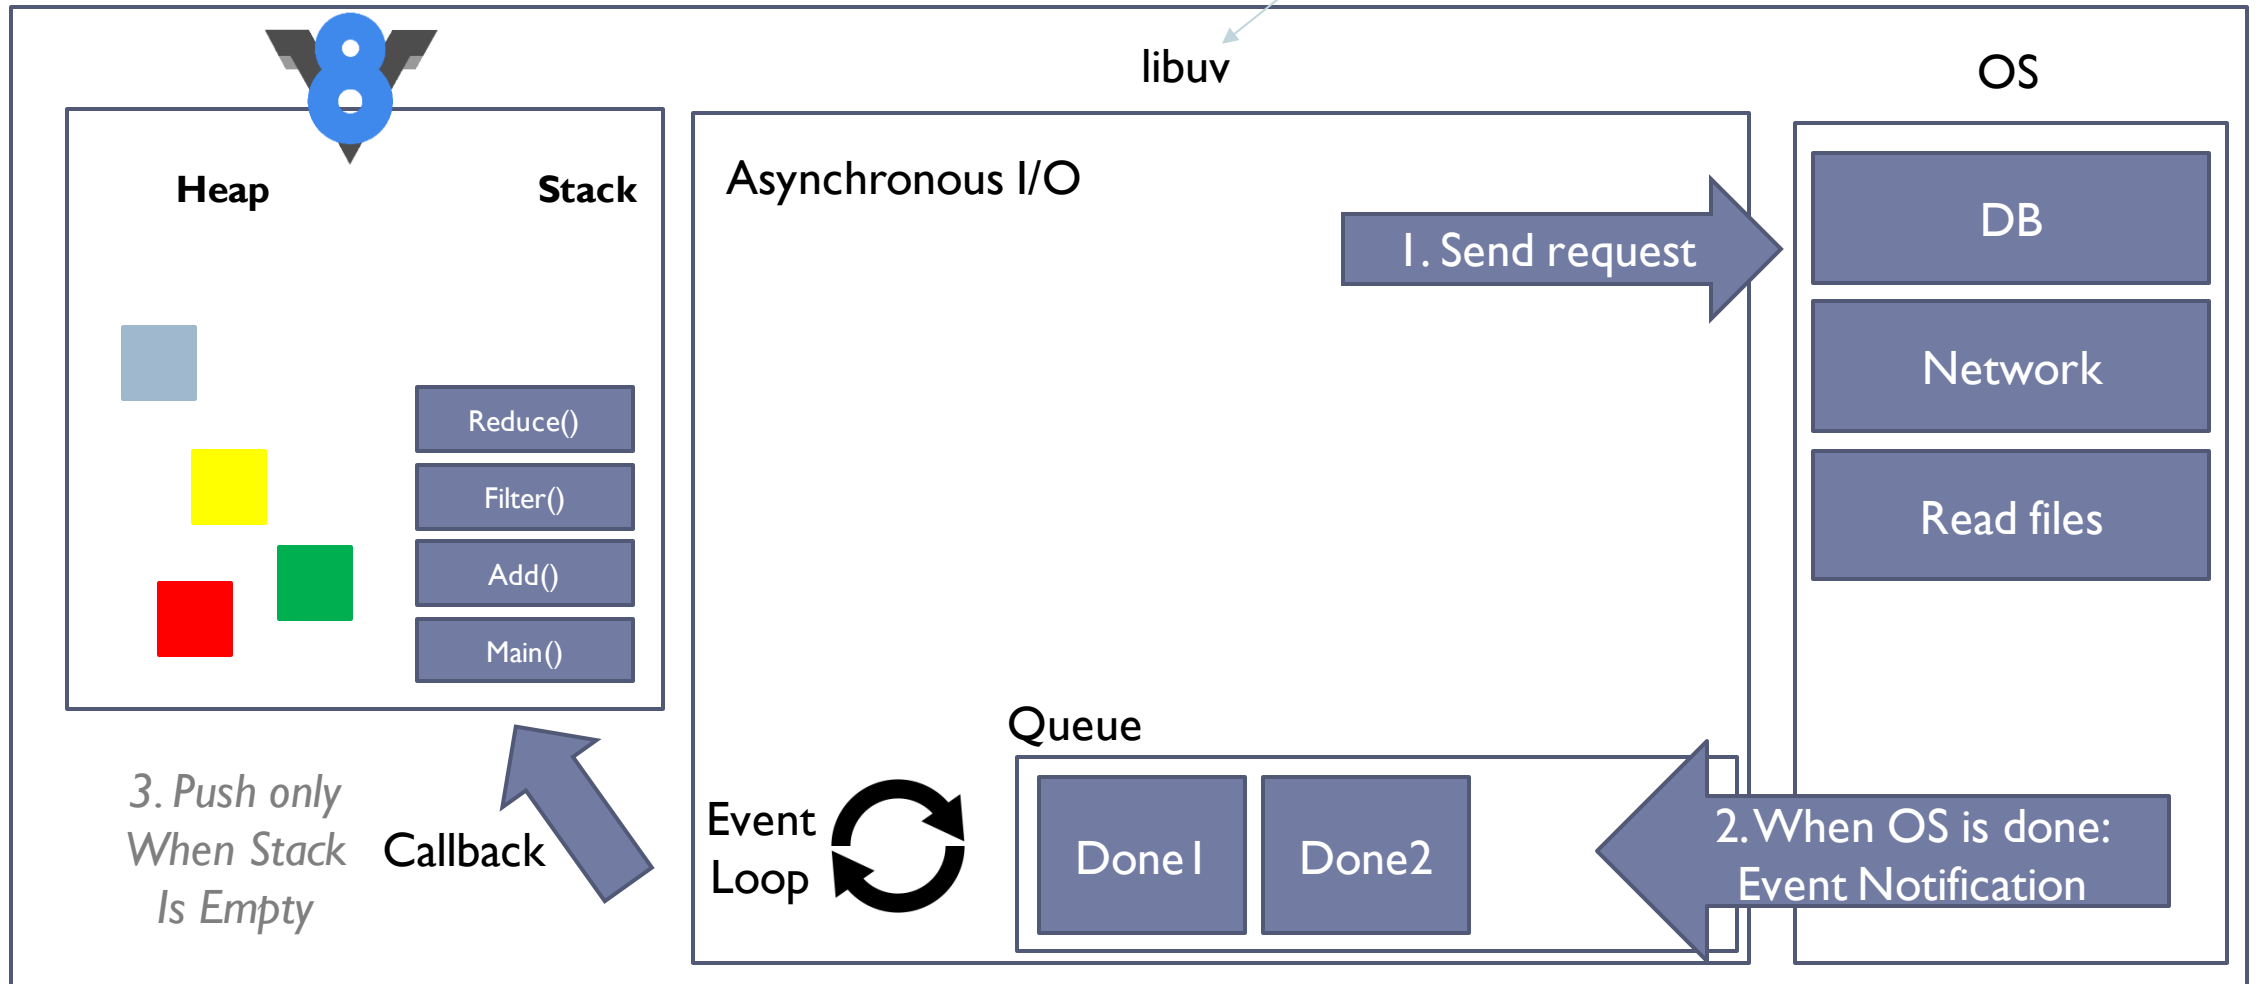 libuv
OS
Heap
Stack
Asynchronous I/O
1. Send request
DB
Network
Read files
Reduce()
Filter()
Add()
Main()
Queue
3. Push only
When Stack
Is Empty
Callback
Event
Loop
Done1
Done2
2. When OS is done:
Event Notification